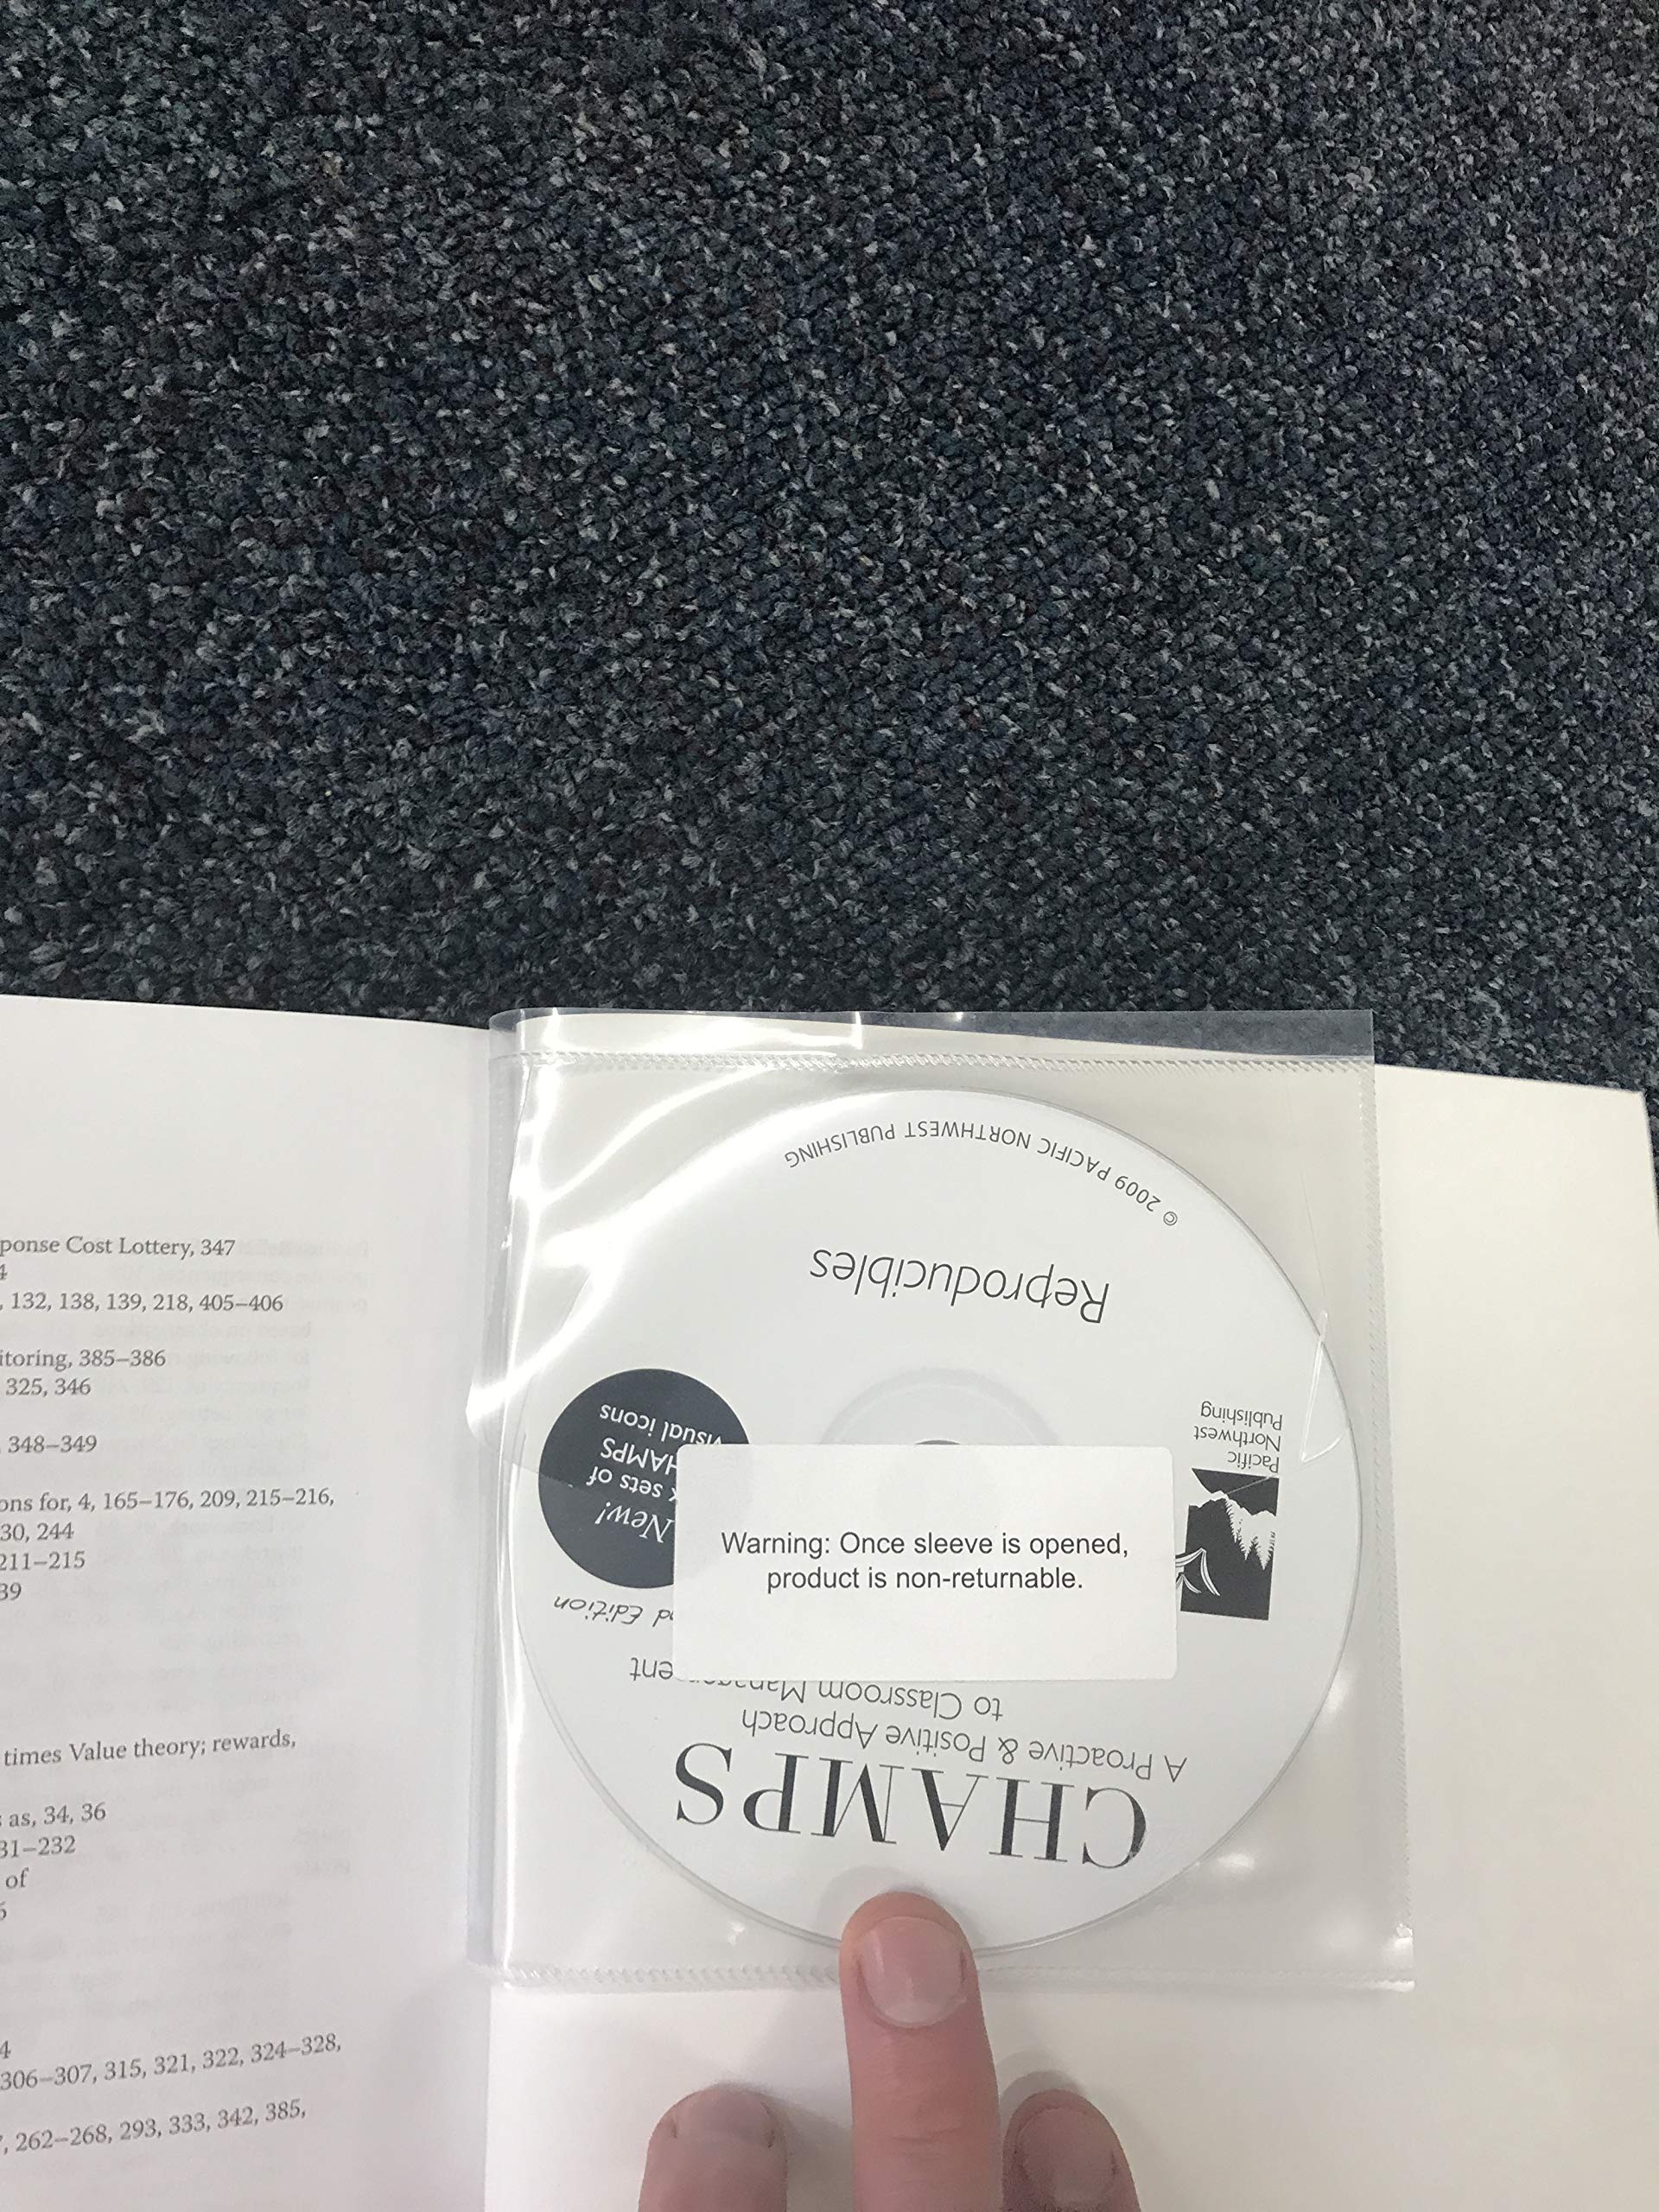 ponse Cost Lottery, 347
4
, 132, 138, 139, 218, 405–406
itoring, 385–386
325, 346
, 348–349
ons for, 4, 165–176, 209, 215–216,
30, 244
211–215
39
times Value theory; rewards,
s as, 34, 36
31–232
of
6
4
306–307, 315, 321, 322, 324–328,
, 262–268, 293, 333, 342, 385,
Warning: Once sleeve is opened,
product is non-returnable.
CHAMPS
A Proactive & Positive Approach
to Classroom Management
d Edition
New!
sets of
HAMPS
visual icons
Pacific
Northwest
Publishing
Reproducibles
© 2009 PACIFIC NORTHWEST PUBLISHING